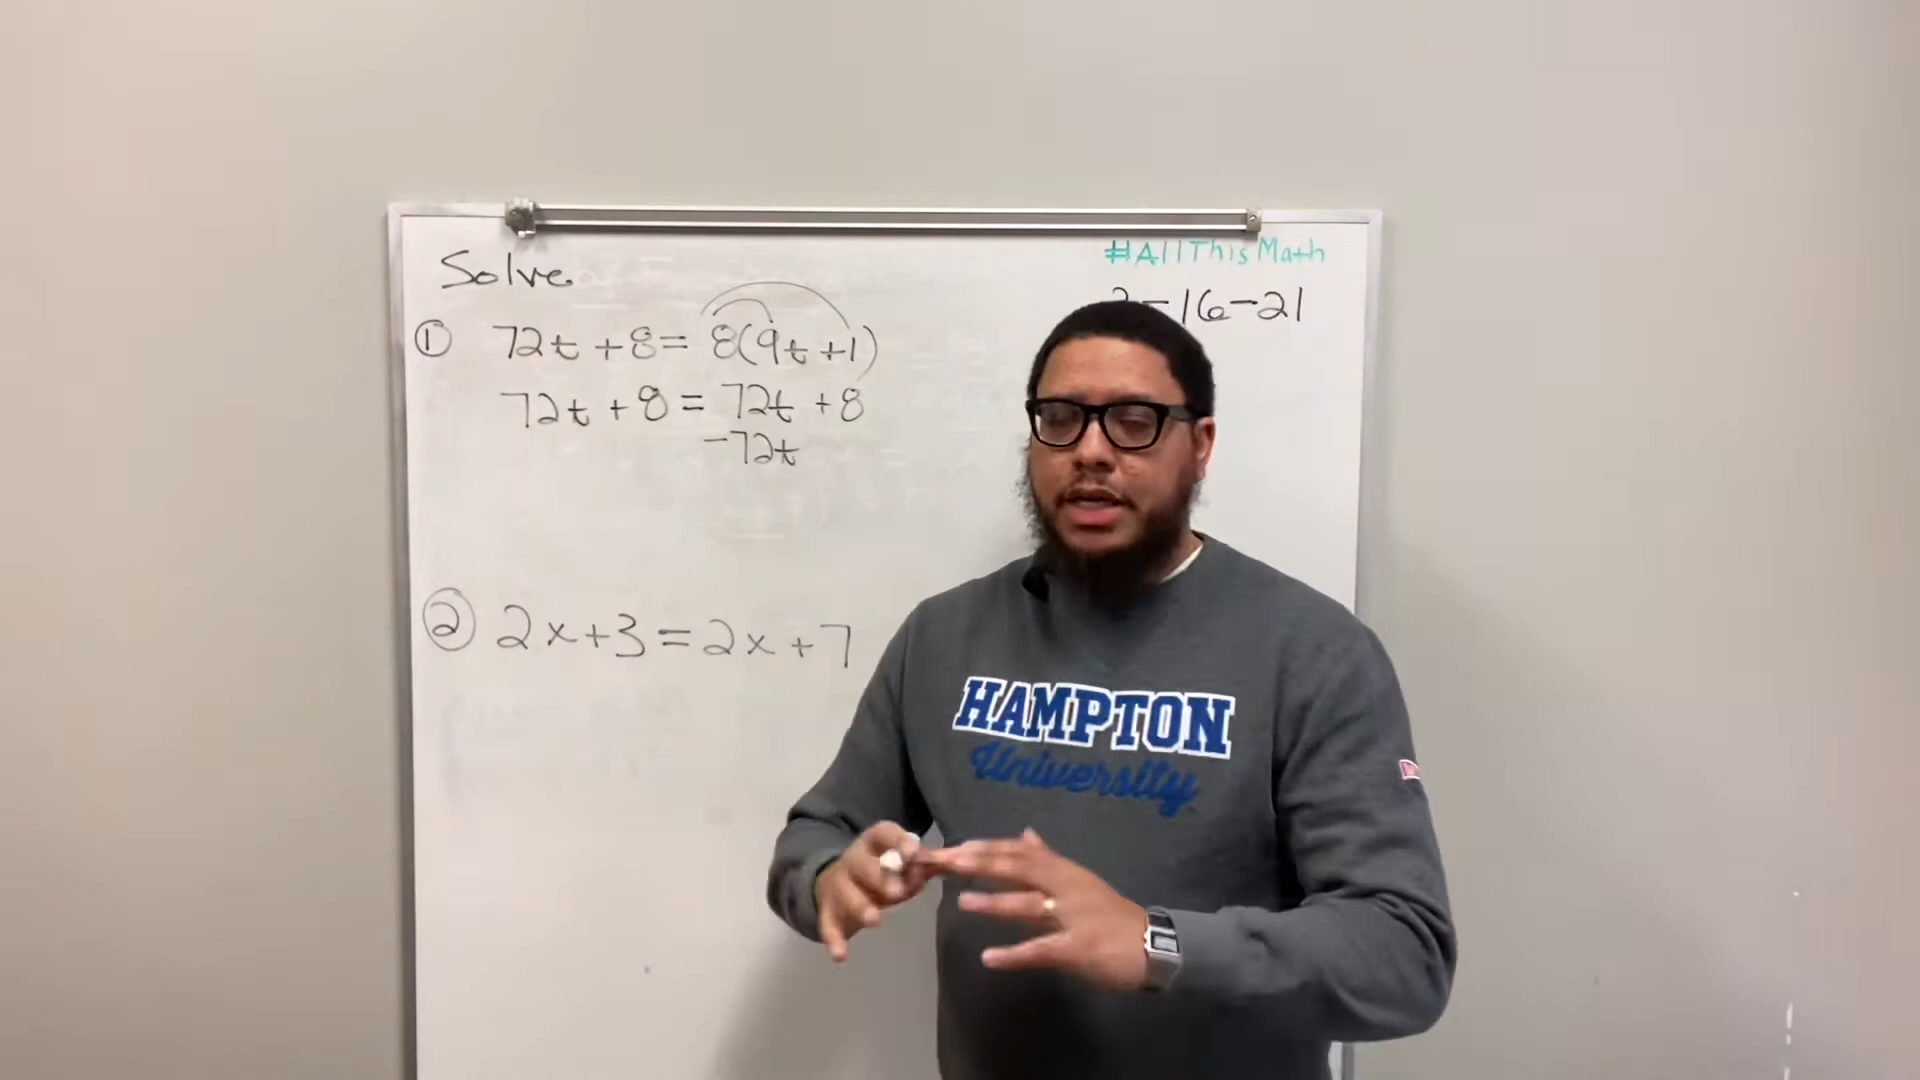 Solve
#AllThisMath
-16-21
① 72t +8= 8(9t+1)
72t +8 = 72t +8
-72t
② 2x+3=2x+7
HAMPTON
University